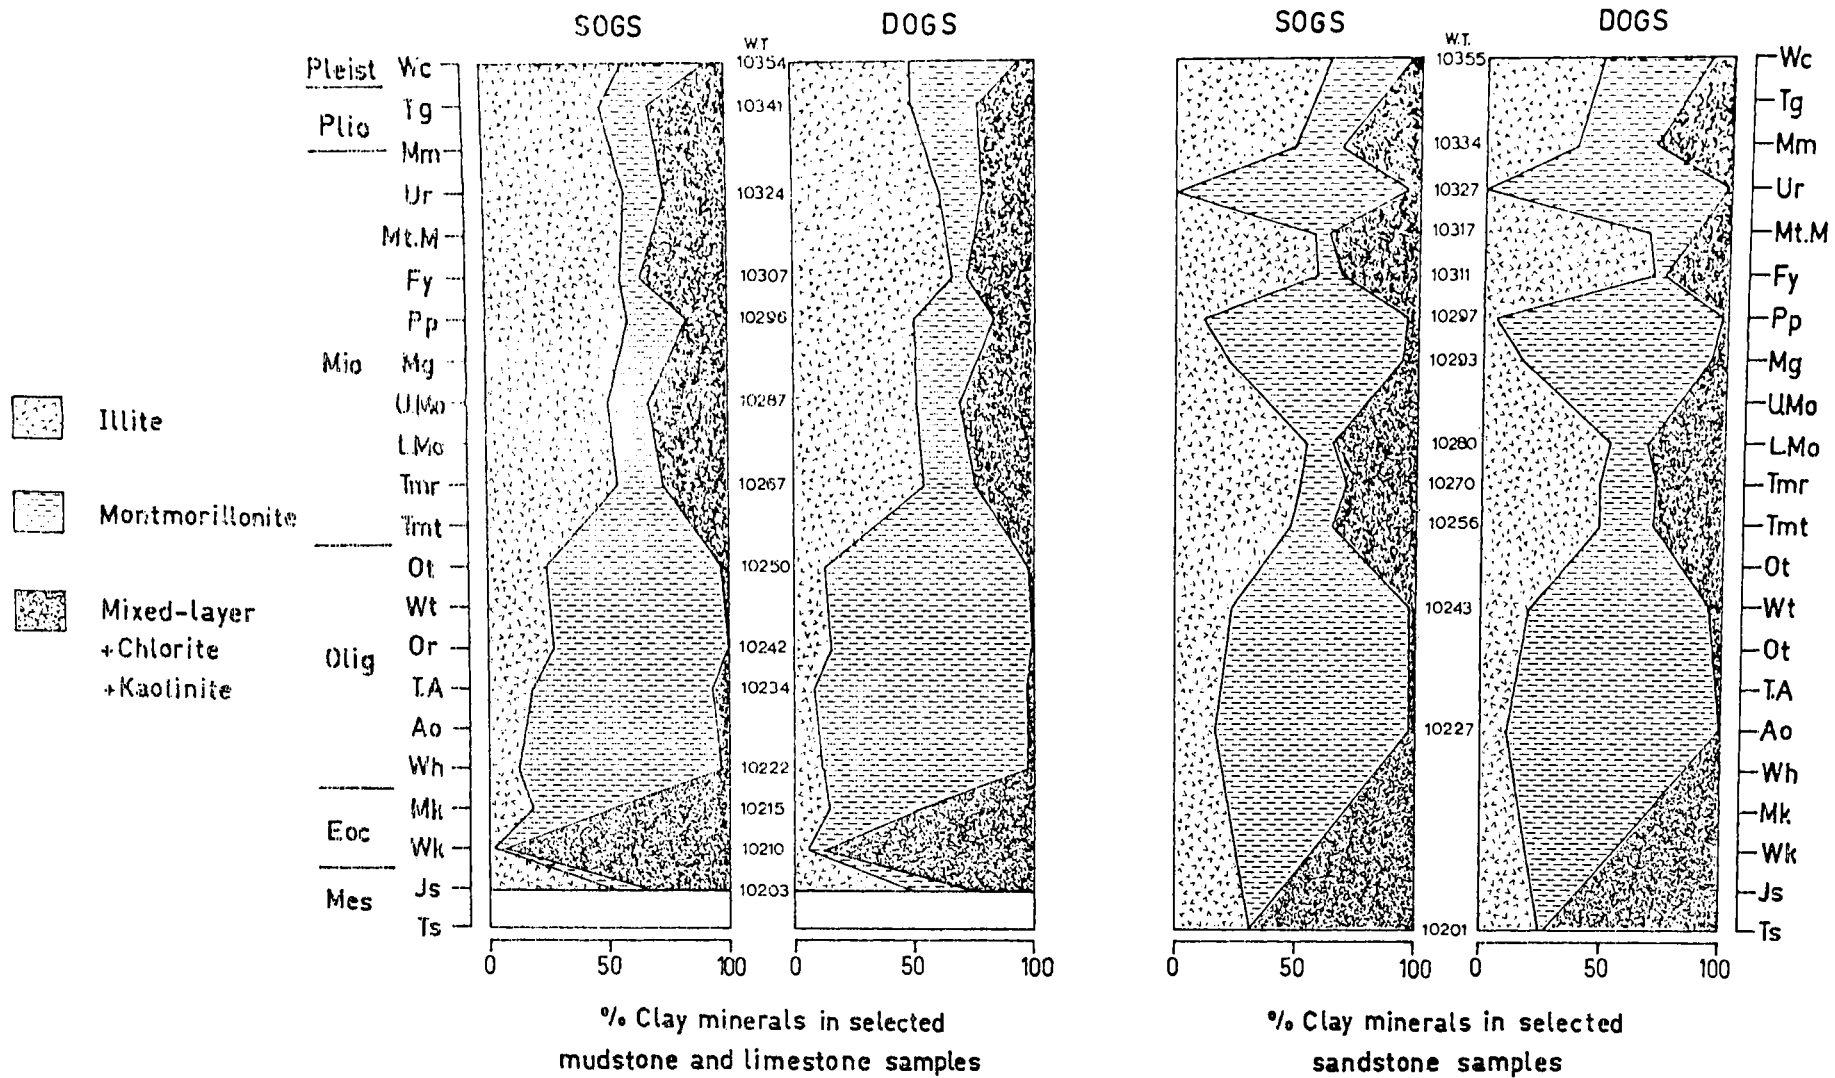 SOGS
DOGS
SOGS
DOGS
W.T
W.T.
Pleist
Plio
Mio
Olig
Eoc
Mes
Wc
Tg
Mm
Ur
Mt.M
Fy
Pp
Mg
U.Mo
L.Mo
Tmr
Tmt
Ot
Wt
Or
T.A
Ao
Wh
Mk
Wk
Js
Ts
10354
10341
10324
10307
10296
10287
10267
10250
10242
10234
10222
10215
10210
10203
10355
10334
10327
10317
10311
10297
10293
10280
10270
10256
10243
10227
10201
Wc
Tg
Mm
Ur
Mt.M
Fy
Pp
Mg
U.Mo
L.Mo
Tmr
Tmt
Ot
Wt
Ot
T.A
Ao
Wh
Mk
Wk
Js
Ts
Illite
Montmorillonite
Mixed-layer
+Chlorite
+Kaolinite
0 50 100
0 50 100
0 50 100
0 50 100
% Clay minerals in selected
mudstone and limestone samples
% Clay minerals in selected
sandstone samples